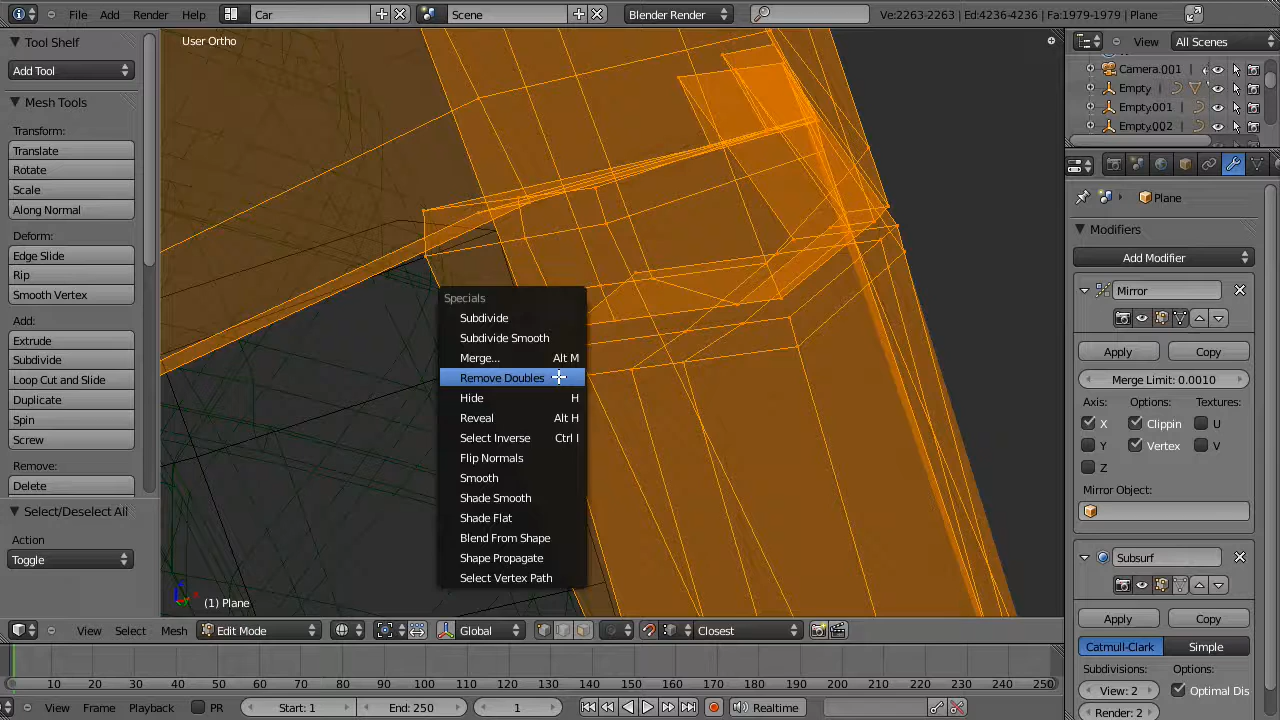 File Add Render Help Car Scene Blender Render Ve:2263-2263 | Ed:4236-4236 | Fa:1979-1979 | Plane
Tool Shelf
Add Tool
Mesh Tools
Transform:
Translate
Rotate
Scale
Along Normal
Deform:
Edge Slide
Rip
Smooth Vertex
Add:
Extrude
Subdivide
Loop Cut and Slide
Duplicate
Spin
Screw
Remove:
Delete
Select/Deselect All
Action
Toggle
User Ortho
(1) Plane
Specials
Subdivide
Subdivide Smooth
Merge... Alt M
Remove Doubles
Hide H
Reveal Alt H
Select Inverse Ctrl I
Flip Normals
Smooth
Shade Smooth
Shade Flat
Blend From Shape
Shape Propagate
Select Vertex Path
View All Scenes
Camera.001
Empty
Empty.001
Empty.002
Plane
Modifiers
Add Modifier
Mirror
Apply Copy
Merge Limit: 0.0010
Axis: Options: Textures:
X Clippin U
Y Vertex V
Z
Mirror Object:
Subsurf
Apply Copy
Catmull-Clark Simple
Subdivisions: Options:
View: 2 Optimal Dis
Render: 2
View Select Mesh Edit Mode Global Closest
0 10 20 30 40 50 60 70 80 90 100 110 120 130 140 150 160 170 180 190 200 210 220 230 240 250
View Frame Playback PR Start: 1 End: 250 1 Realtime